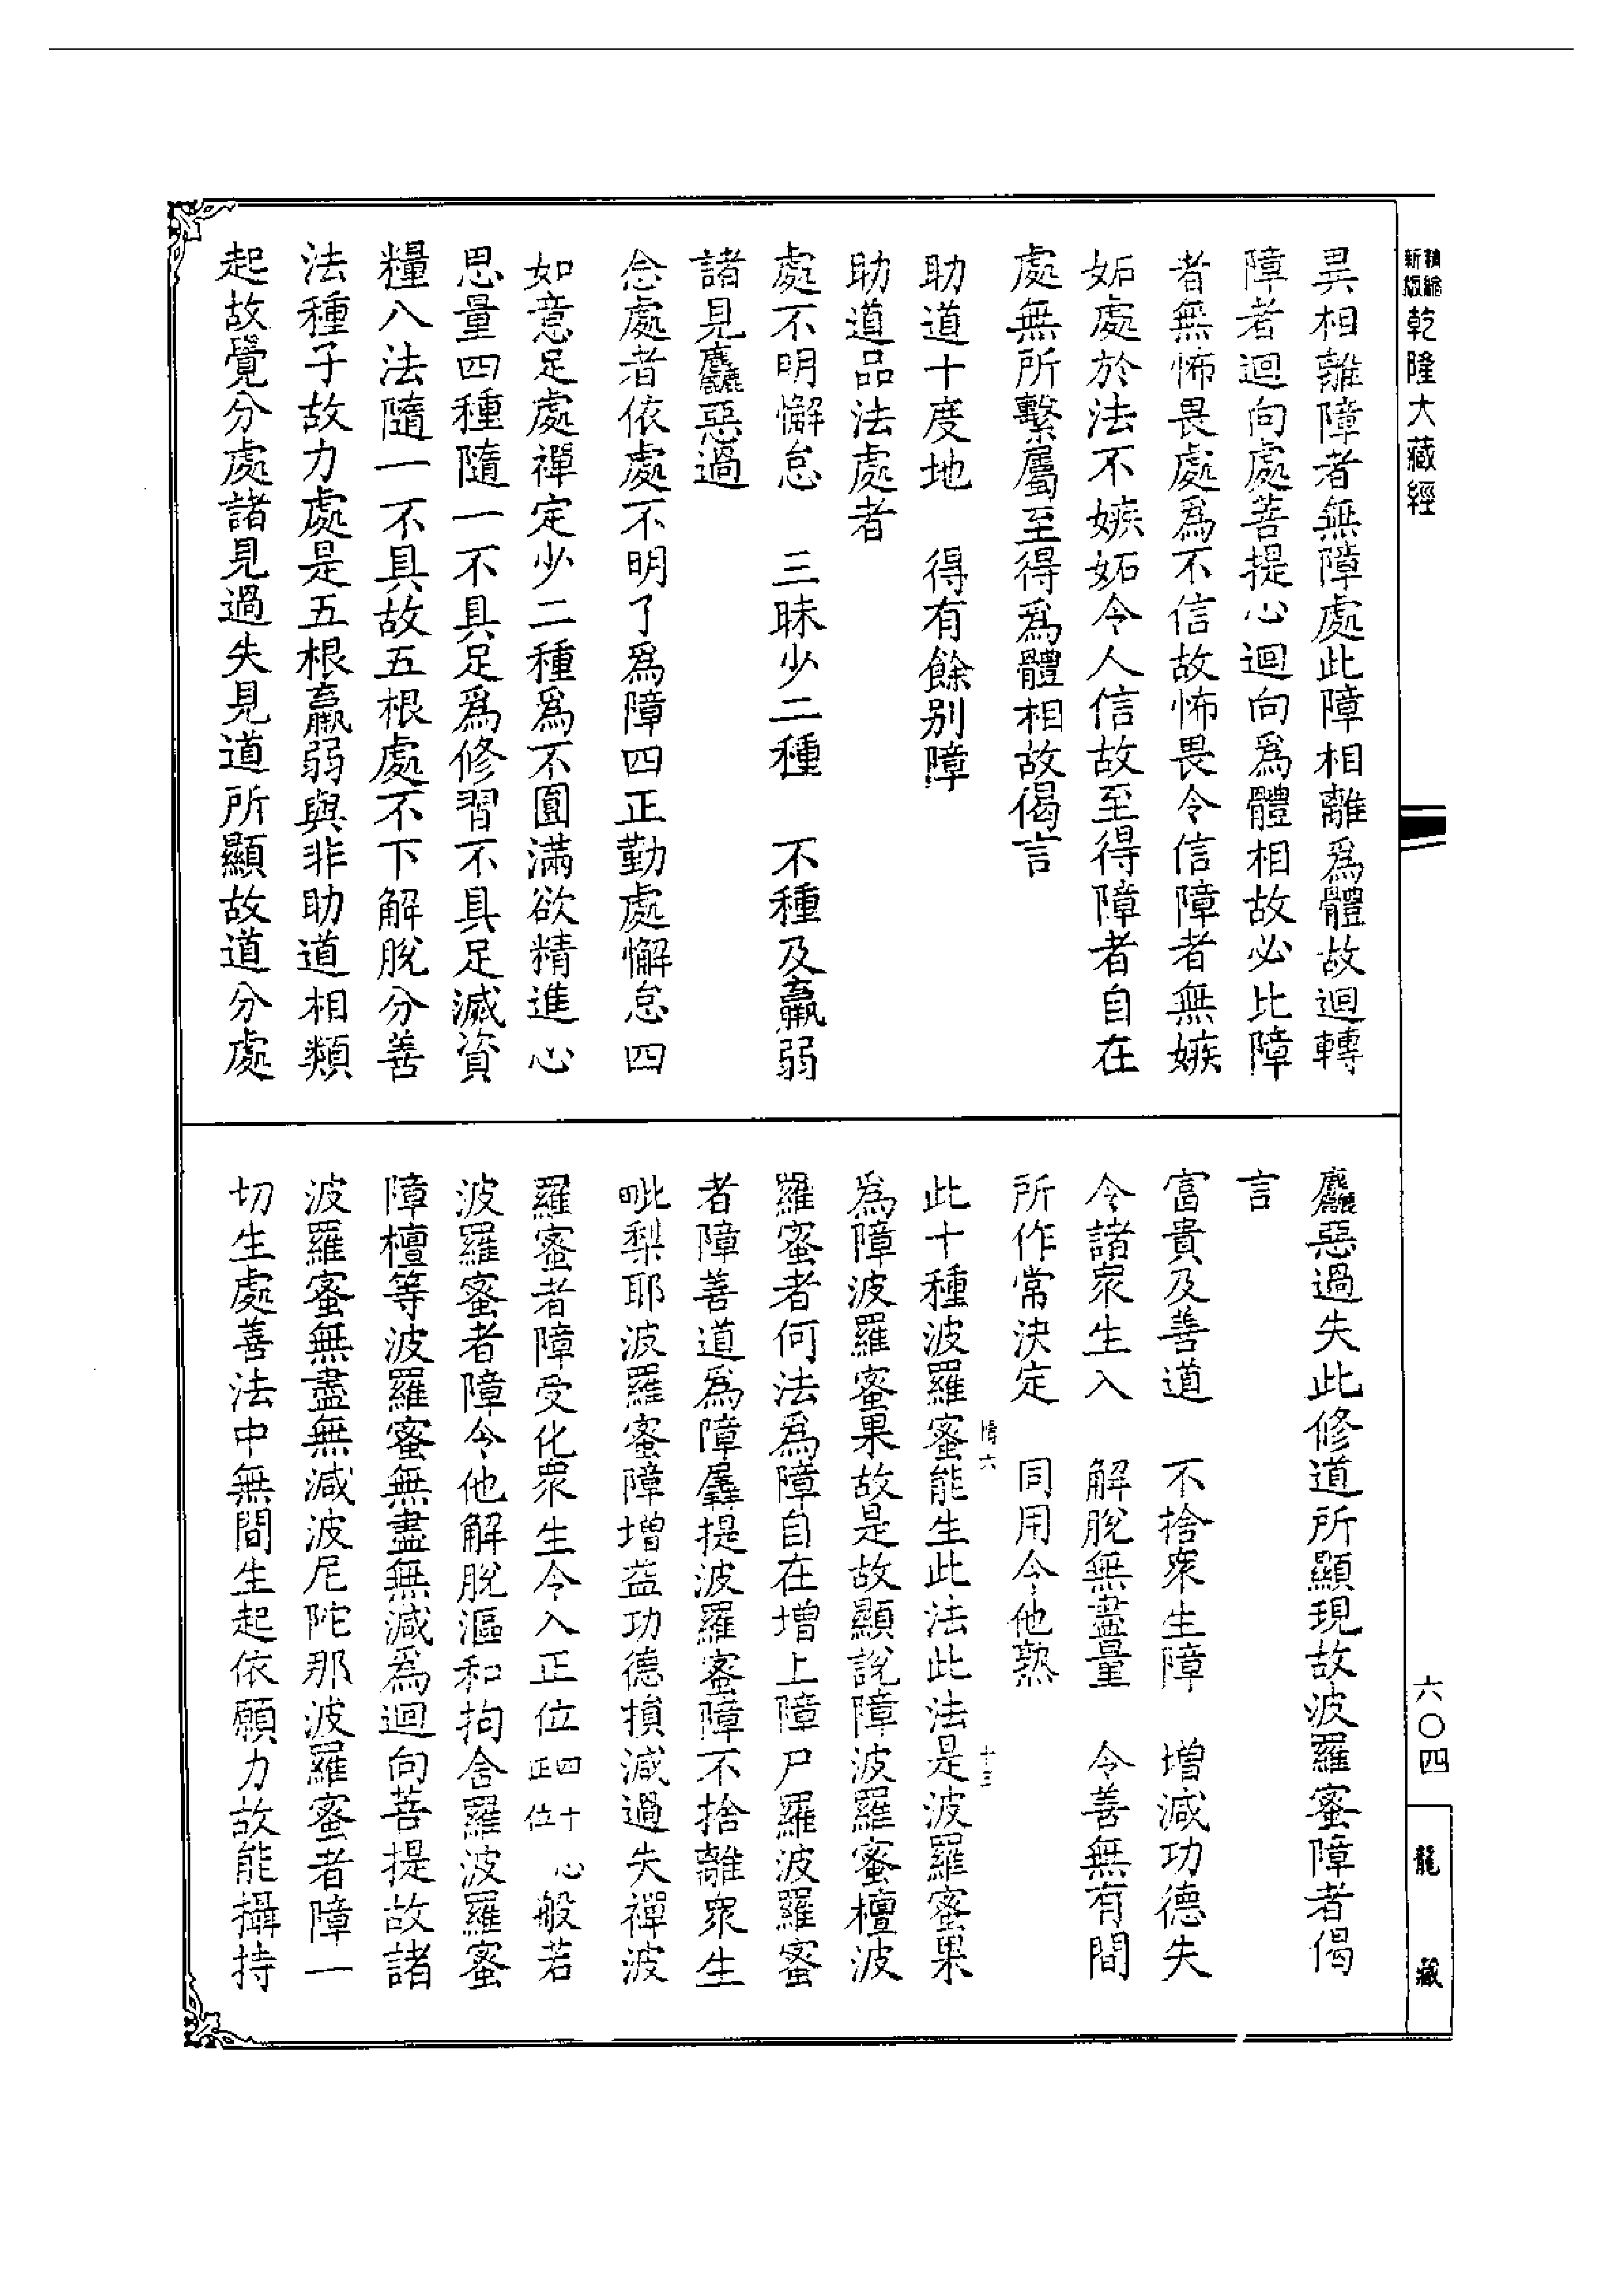 精縮新版乾隆大藏經
異相離障者無障處此障相離爲體故迴轉
障者迴向處菩提心迴向爲體相故必比障
者無怖畏處爲不信故怖畏令信障者無嫉
妬處於法不嫉妬令人信故至得障者自在
處無所繫屬至得爲體相故偈言
助道十度地　得有餘別障
助道品法處者
處不明懈怠　三昧少二種　不種及羸弱
諸見麤惡過
念處者依處不明了爲障四正勤處懈怠四
如意足處禪定少二種爲不圓滿欲精進心
思量四種隨一不具足爲修習不具足減資
糧八法隨一不具故五根處不下解脫分善
法種子故力處是五根羸弱與非助道相類
起故覺分處諸見過失見道所顯故道分處
麤惡過失此修道所顯現故波羅蜜障者偈
言
富貴及善道　不捨衆生障　增減功德失
令諸衆生入　解脫無盡量　令善無有間
所作常決定　同用令他熟
此十種波羅蜜能生此法此法是波羅蜜果
爲障波羅蜜果故是故顯說障波羅蜜檀波
羅蜜者何法爲障自在增上障尸羅波羅蜜
者障善道爲障羼提波羅蜜障不捨離衆生
毗梨耶波羅蜜障增益功德損減過失禪波
羅蜜者障受化衆生令入正位四十心正位般若
波羅蜜者障令他解脫漚和拘舍羅波羅蜜
障檀等波羅蜜無盡無減爲迴向菩提故諸
波羅蜜無盡無減波尼陀那波羅蜜者障一
切生處善法中無間生起依願力故能攝持
六〇四
龍藏